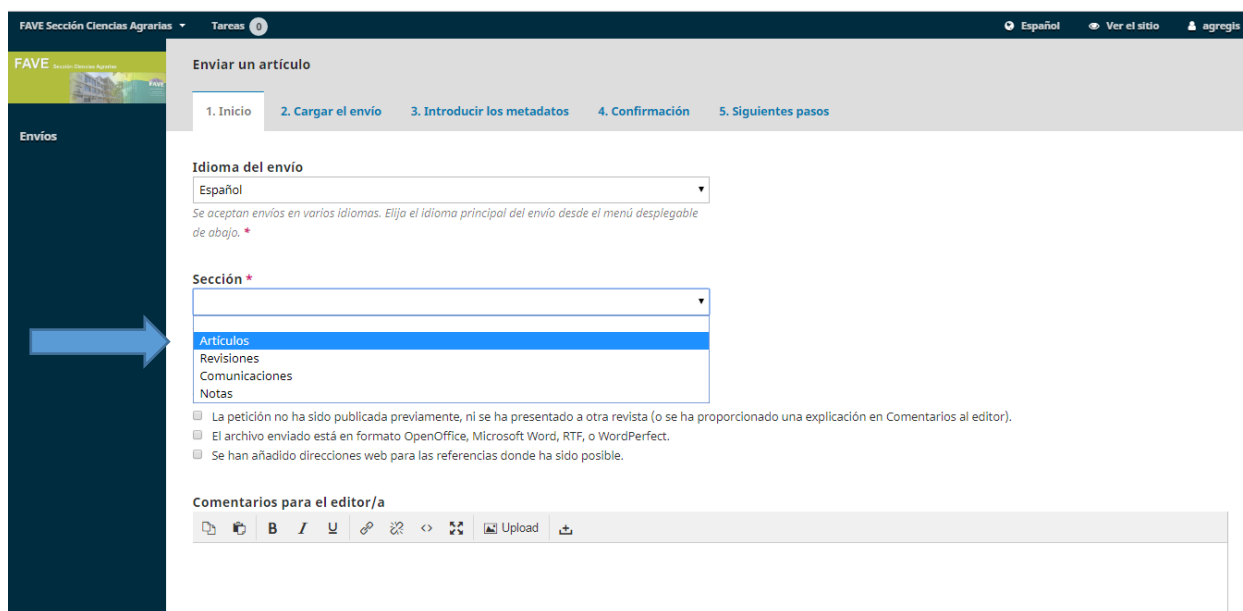 FAVE Sección Ciencias Agrarias Tareas 0 Español Ver el sitio agregis
FAVE Sección Ciencias Agrarias
FAVE
Envíos
Enviar un artículo
1. Inicio 2. Cargar el envío 3. Introducir los metadatos 4. Confirmación 5. Siguientes pasos
Idioma del envío
Español
Se aceptan envíos en varios idiomas. Elija el idioma principal del envío desde el menú desplegable
de abajo. *
Sección *
Artículos
Revisiones
Comunicaciones
Notas
La petición no ha sido publicada previamente, ni se ha presentado a otra revista (o se ha proporcionado una explicación en Comentarios al editor).
El archivo enviado está en formato OpenOffice, Microsoft Word, RTF, o WordPerfect.
Se han añadido direcciones web para las referencias donde ha sido posible.
Comentarios para el editor/a
B I U Upload